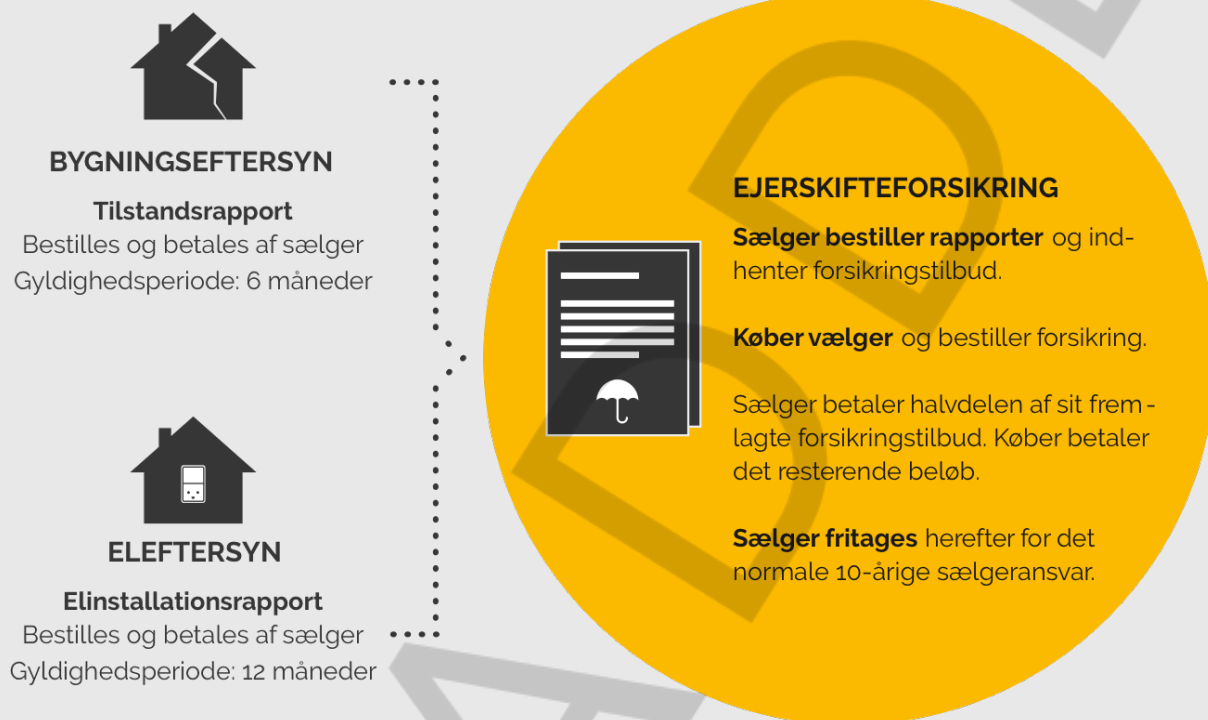 BYGNINGSEFTERSYN
Tilstandsrapport
Bestilles og betales af sælger
Gyldighedsperiode: 6 måneder
ELEFTERSYN
Elinstallationsrapport
Bestilles og betales af sælger
Gyldighedsperiode: 12 måneder
EJERSKIFTEFORSIKRING
Sælger bestiller rapporter og ind-
henter forsikringstilbud.
Køber vælger og bestiller forsikring.
Sælger betaler halvdelen af sit frem-
lagte forsikringstilbud. Køber betaler
det resterende beløb.
Sælger fritages herefter for det
normale 10-årige sælgeransvar.